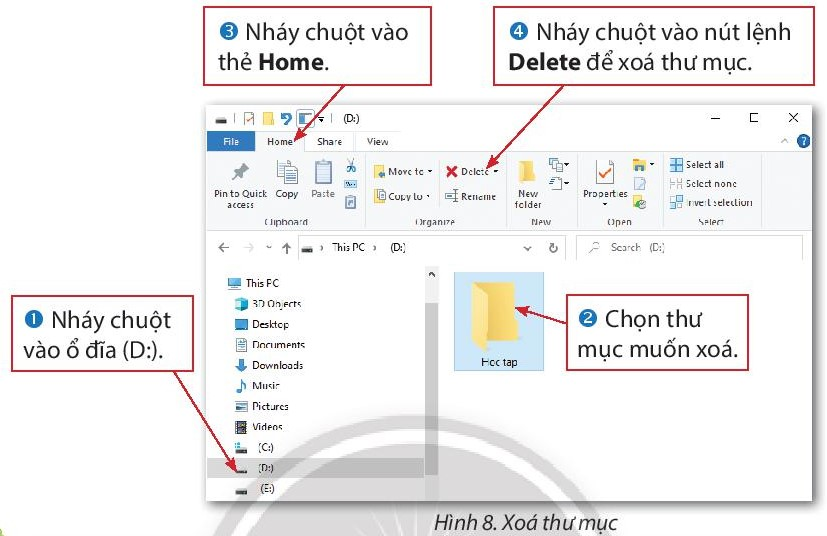 ❸ Nháy chuột vào
thẻ Home.
❹ Nháy chuột vào nút lệnh
Delete để xoá thư mục.
(D:)
File Home Share View
Pin to Quick
access
Copy
Paste
Move to
Copy to
Delete
Rename
New
folder
Properties
Select all
Select none
Invert selection
Clipboard Organize New Open Select
This PC (D:)
Search (D:)
This PC
3D Objects
Desktop
Documents
Downloads
Music
Pictures
Videos
(C:)
(D:)
(E:)
Hoc tap
❶ Nháy chuột
vào ổ đĩa (D:).
❷ Chọn thư
mục muốn xoá.
Hình 8. Xoá thư mục